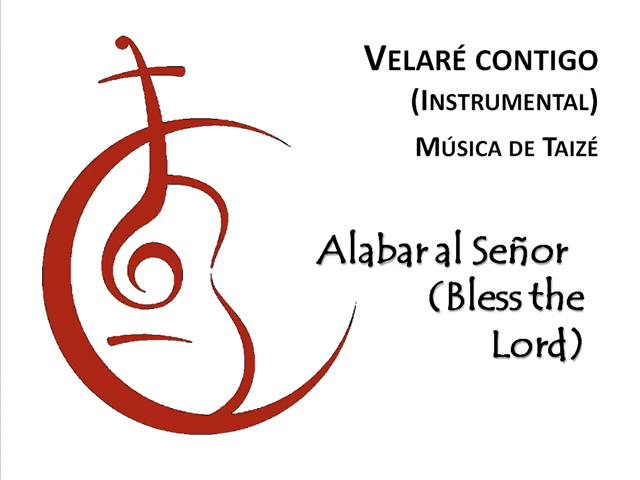 VELARÉ CONTIGO
(INSTRUMENTAL)
MÚSICA DE TAIZÉ
Alabar al Señor
(Bless the
Lord)